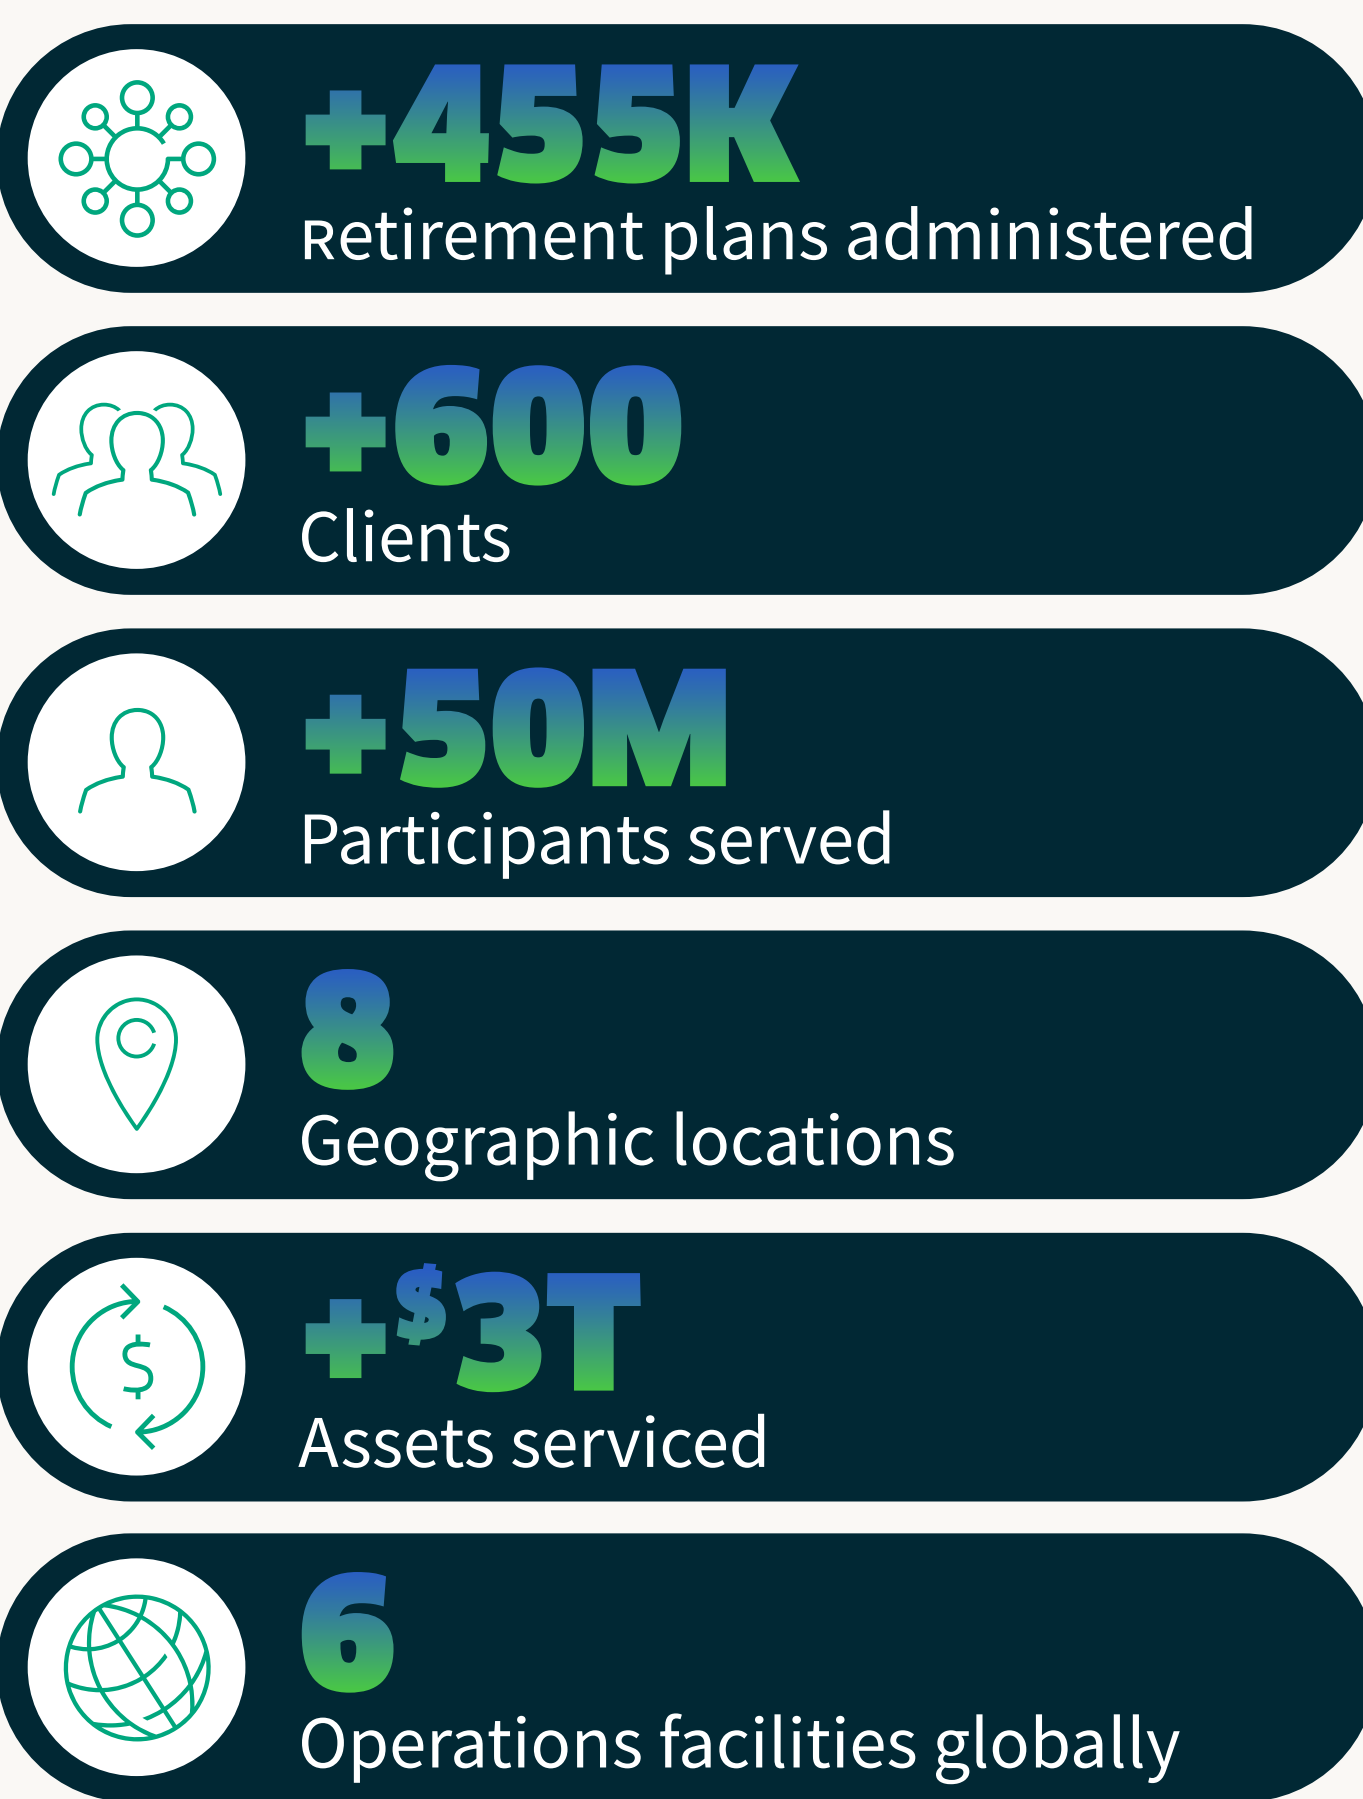 +455K
Retirement plans administered
+600
Clients
+50M
Participants served
8
Geographic locations
+$3T
Assets serviced
6
Operations facilities globally